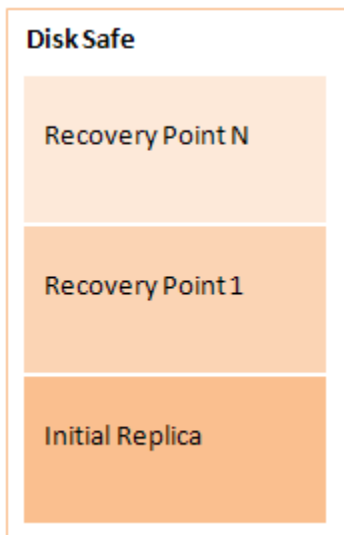 Disk Safe
Recovery Point N
Recovery Point 1
Initial Replica